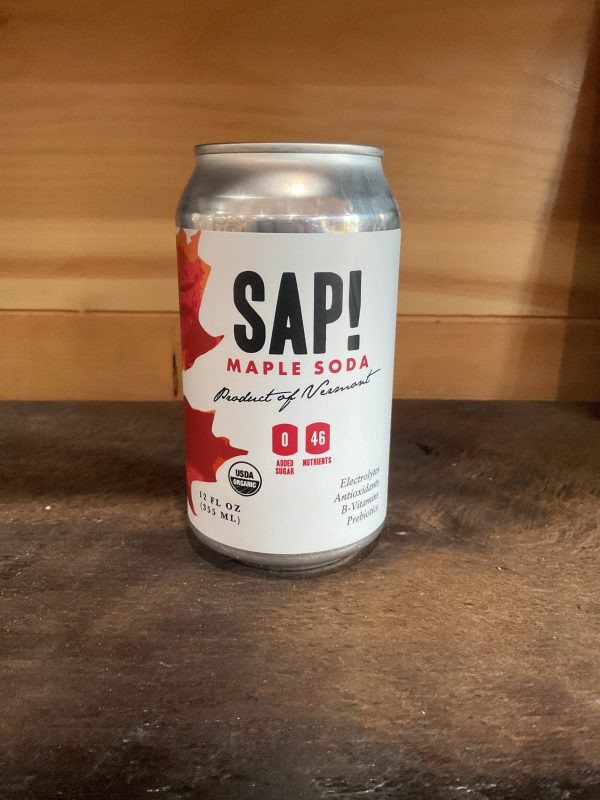 SAP!
MAPLE SODA
Product of Vermont
0 46
ADDED SUGAR
NUTRIENTS
USDA
ORGANIC
12 FL OZ
(355 ML)
Electrolytes
Antioxidants
B-Vitamins
Prebiotics